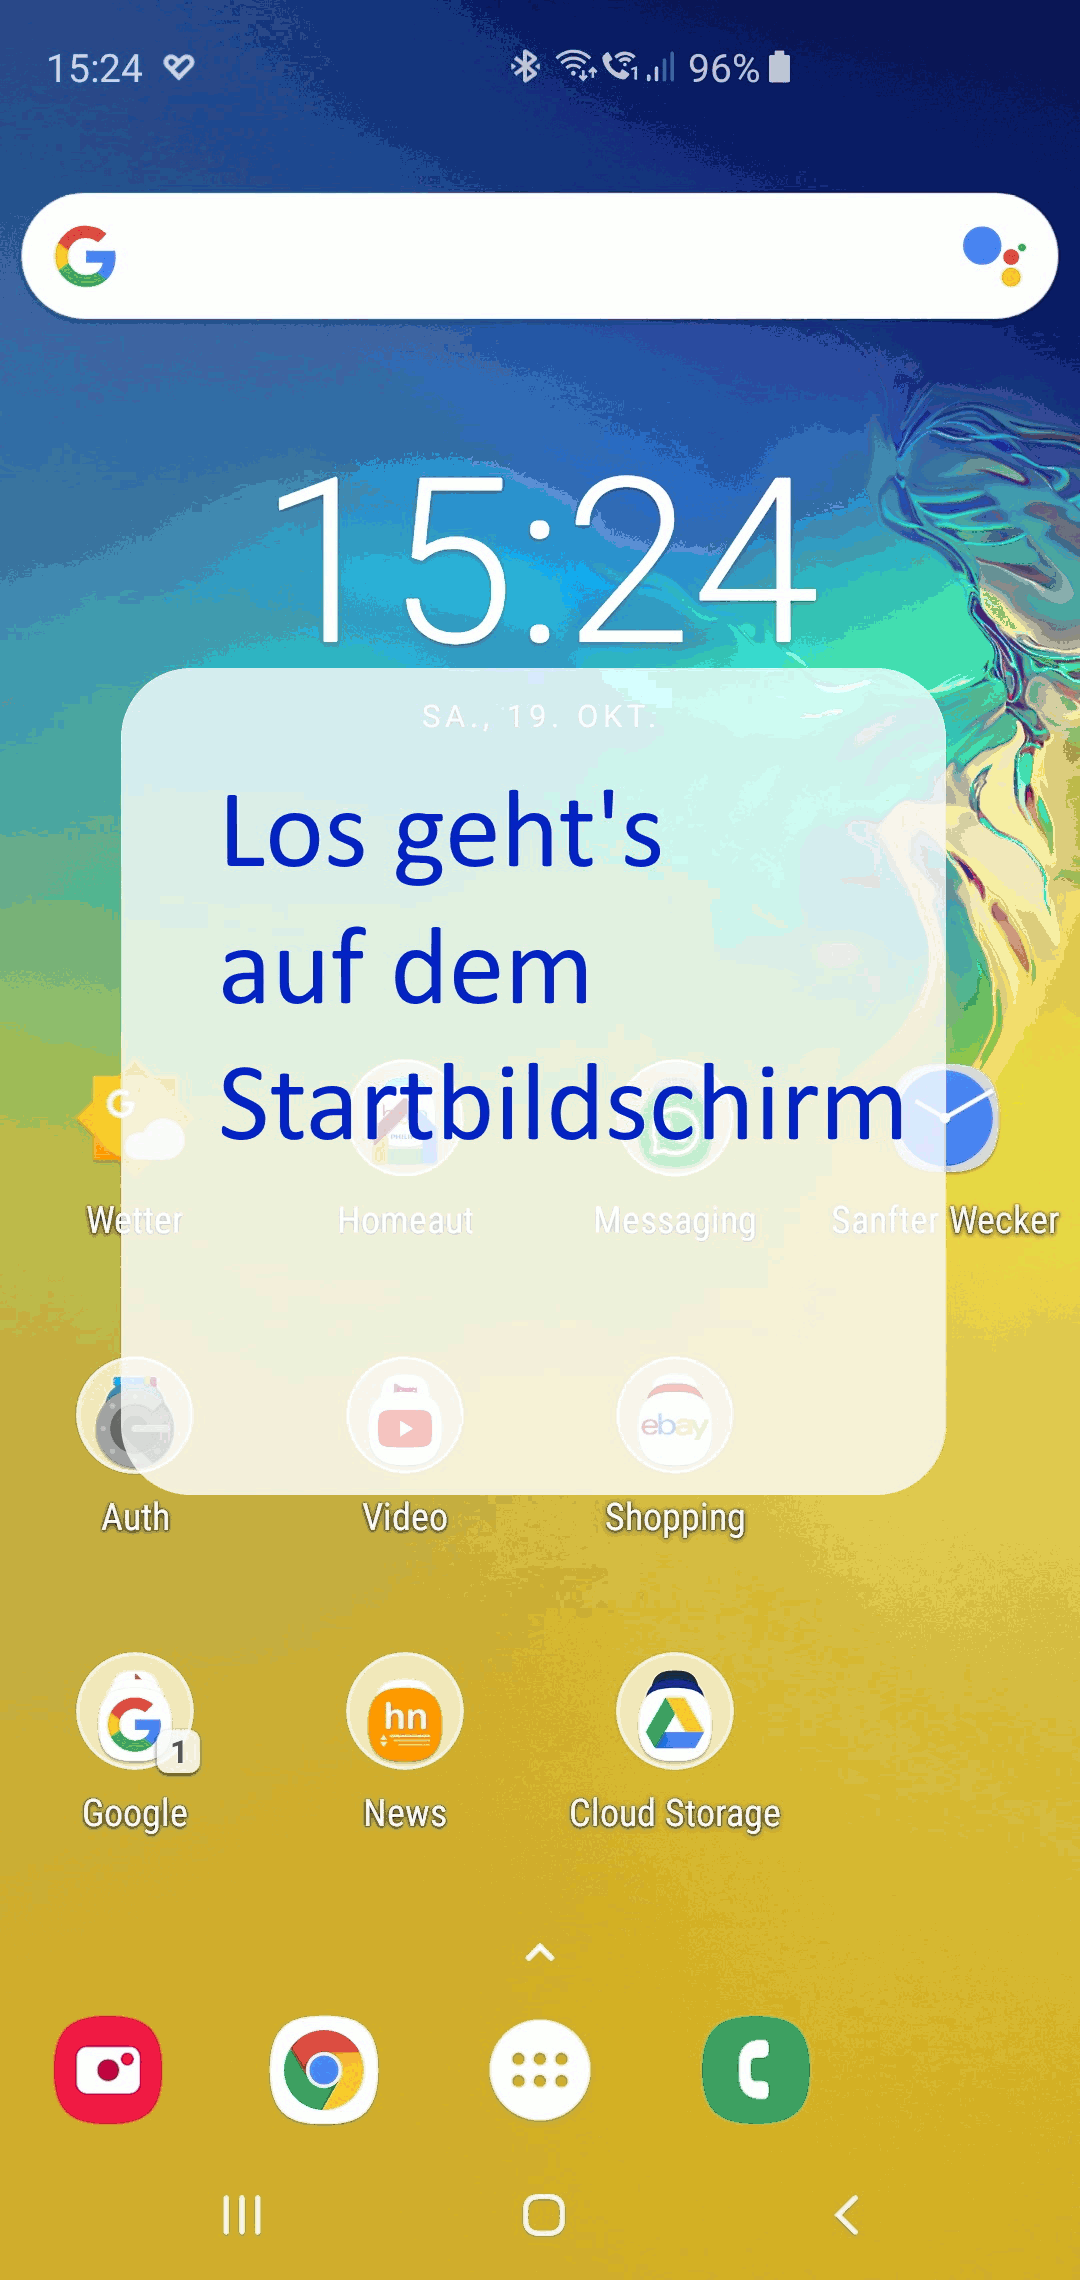 15:24 96%
15:24
SA., 19. OKT.
Los geht's
auf dem
Startbildschirm
Wetter Homeaut Messaging Sanfter Wecker
ebay
Auth Video Shopping
hn
1
Google News Cloud Storage